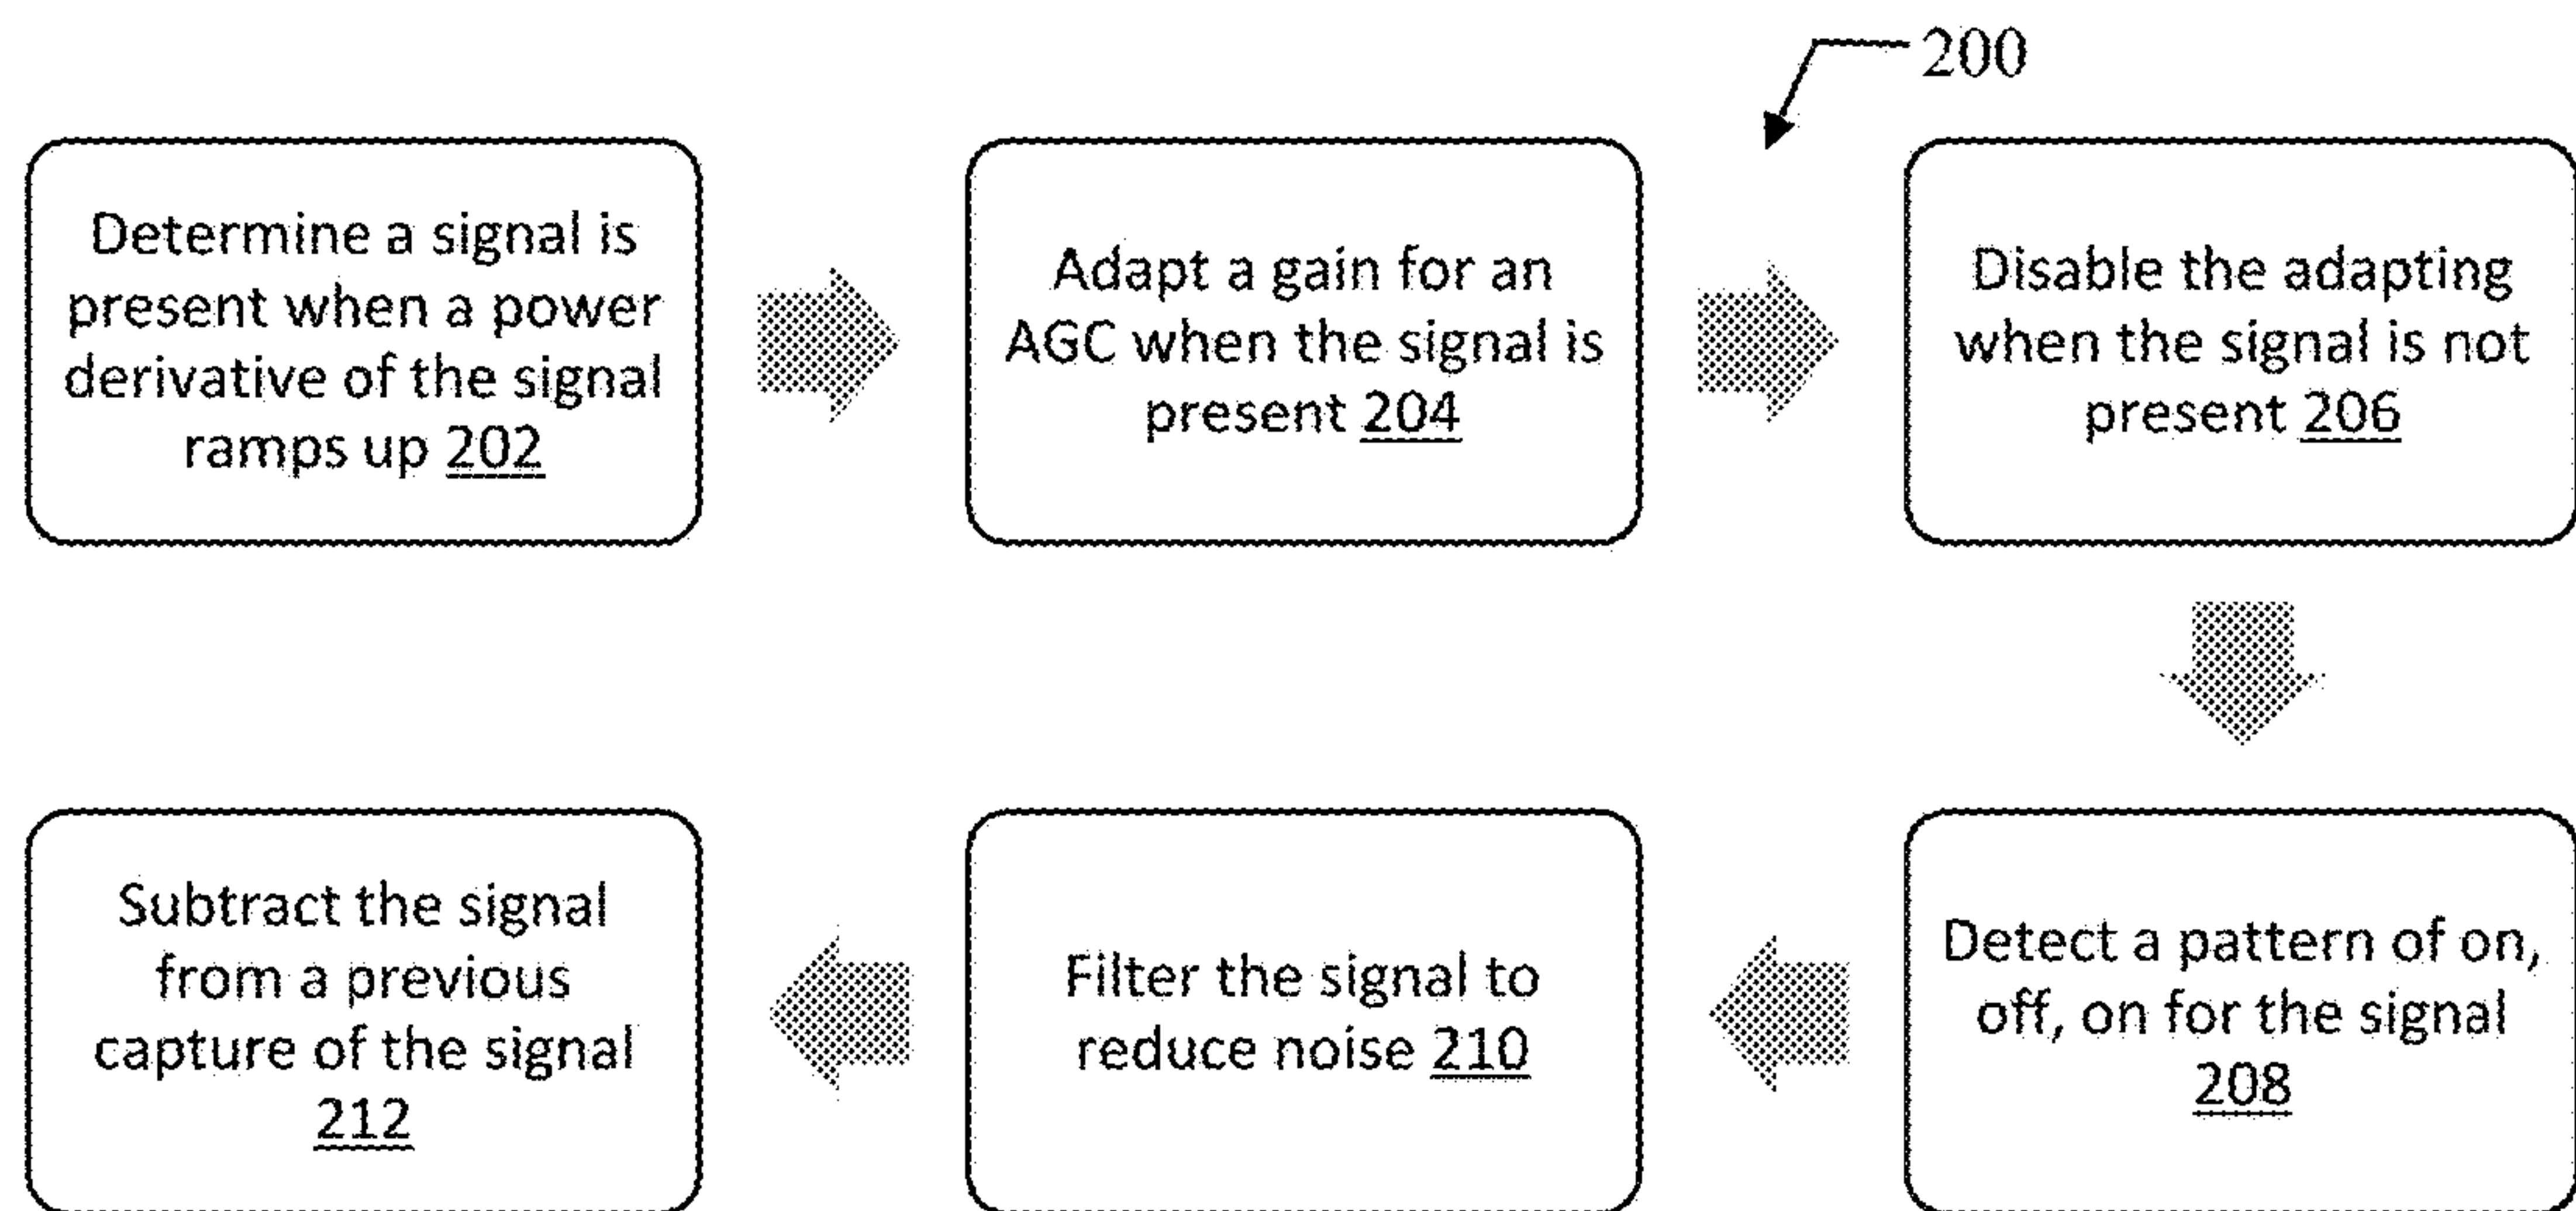 200
Determine a signal is
present when a power
derivative of the signal
ramps up 202
Adapt a gain for an
AGC when the signal is
present 204
Disable the adapting
when the signal is not
present 206
Detect a pattern of on,
off, on for the signal
208
Filter the signal to
reduce noise 210
Subtract the signal
from a previous
capture of the signal
212